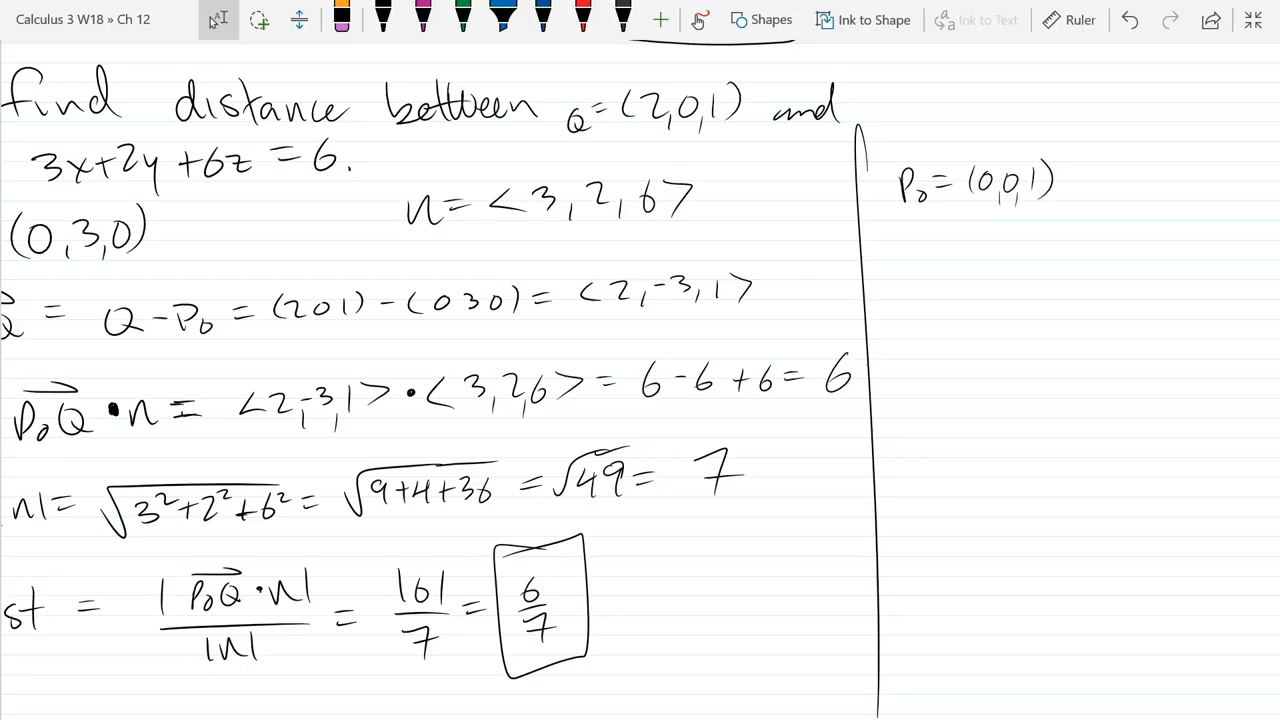 Calculus 3 W18 » Ch 12
Shapes
Ink to Shape
Ink to Text
Ruler
find distance between Q=(2,0,1) and
3x+2y+6z=6.
n=<3,2,6>
(0,3,0)
Q = Q-P₀ = (201)-(030) = <2,-3,1>
P₀Q • n = <2,-3,1> • <3,2,6> = 6-6+6= 6
n|= √3²+2²+6² = √9+4+36 = √49 = 7
st = |P₀Q • n| / |n| = |6| / 7 = 6/7
P₀=(0,0,1)